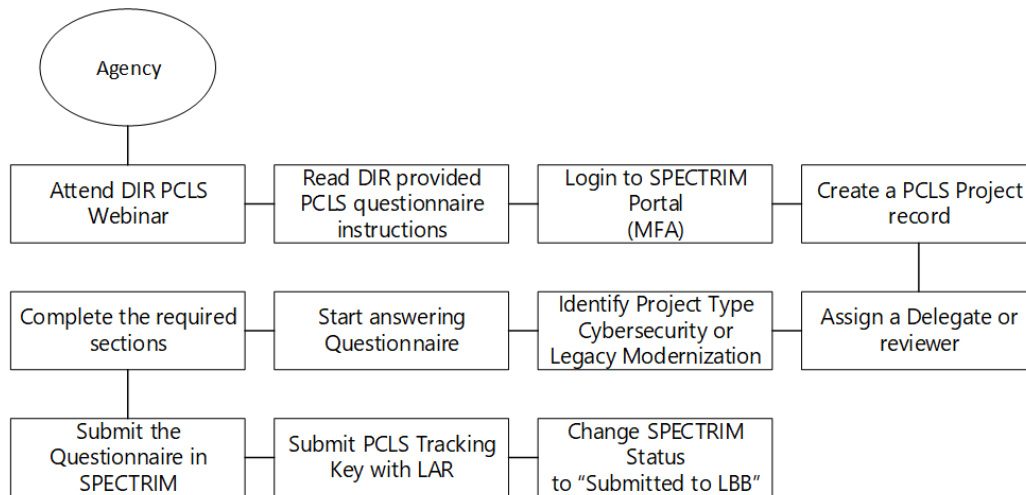 Agency
Attend DIR PCLS
Webinar
Read DIR provided
PCLS questionnaire
instructions
Login to SPECTRIM
Portal
(MFA)
Create a PCLS Project
record
Complete the required
sections
Start answering
Questionnaire
Identify Project Type
Cybersecurity or
Legacy Modernization
Assign a Delegate or
reviewer
Submit the
Questionnaire in
SPECTRIM
Submit PCLS Tracking
Key with LAR
Change SPECTRIM
Status
to “Submitted to LBB”